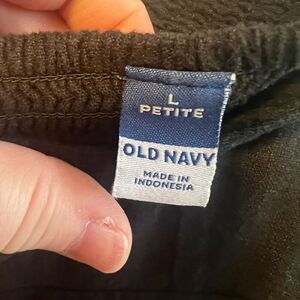 L
PETITE
OLD NAVY
MADE IN
INDONESIA